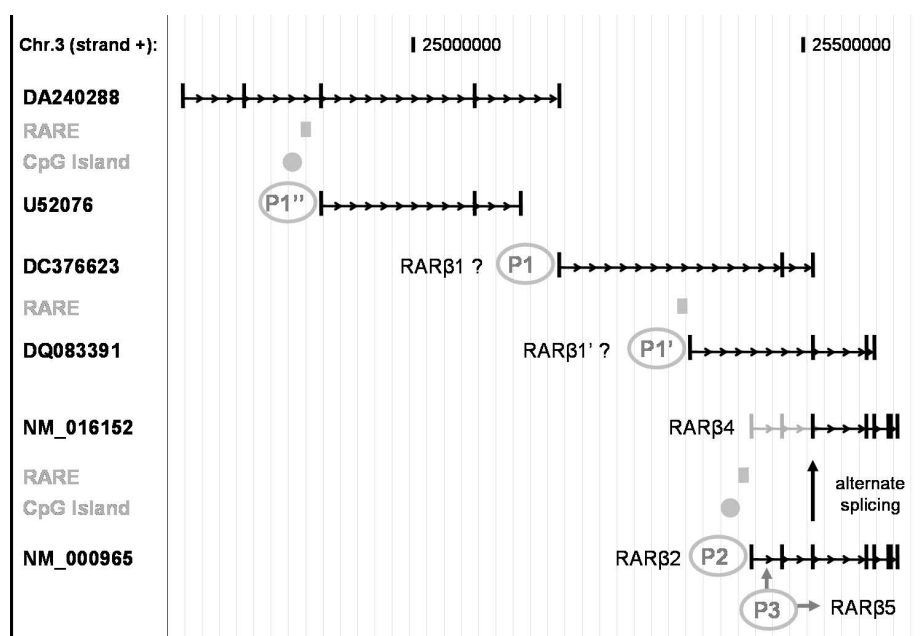 Chr.3 (strand +): 25000000 25500000
DA240288
RARE
CpG Island
U52076 P1''
DC376623 RARβ1 ? P1
RARE
DQ083391 RARβ1' ? P1'
NM_016152 RARβ4
RARE
alternate
CpG Island splicing
NM_000965 RARβ2 P2
P3 RARβ5